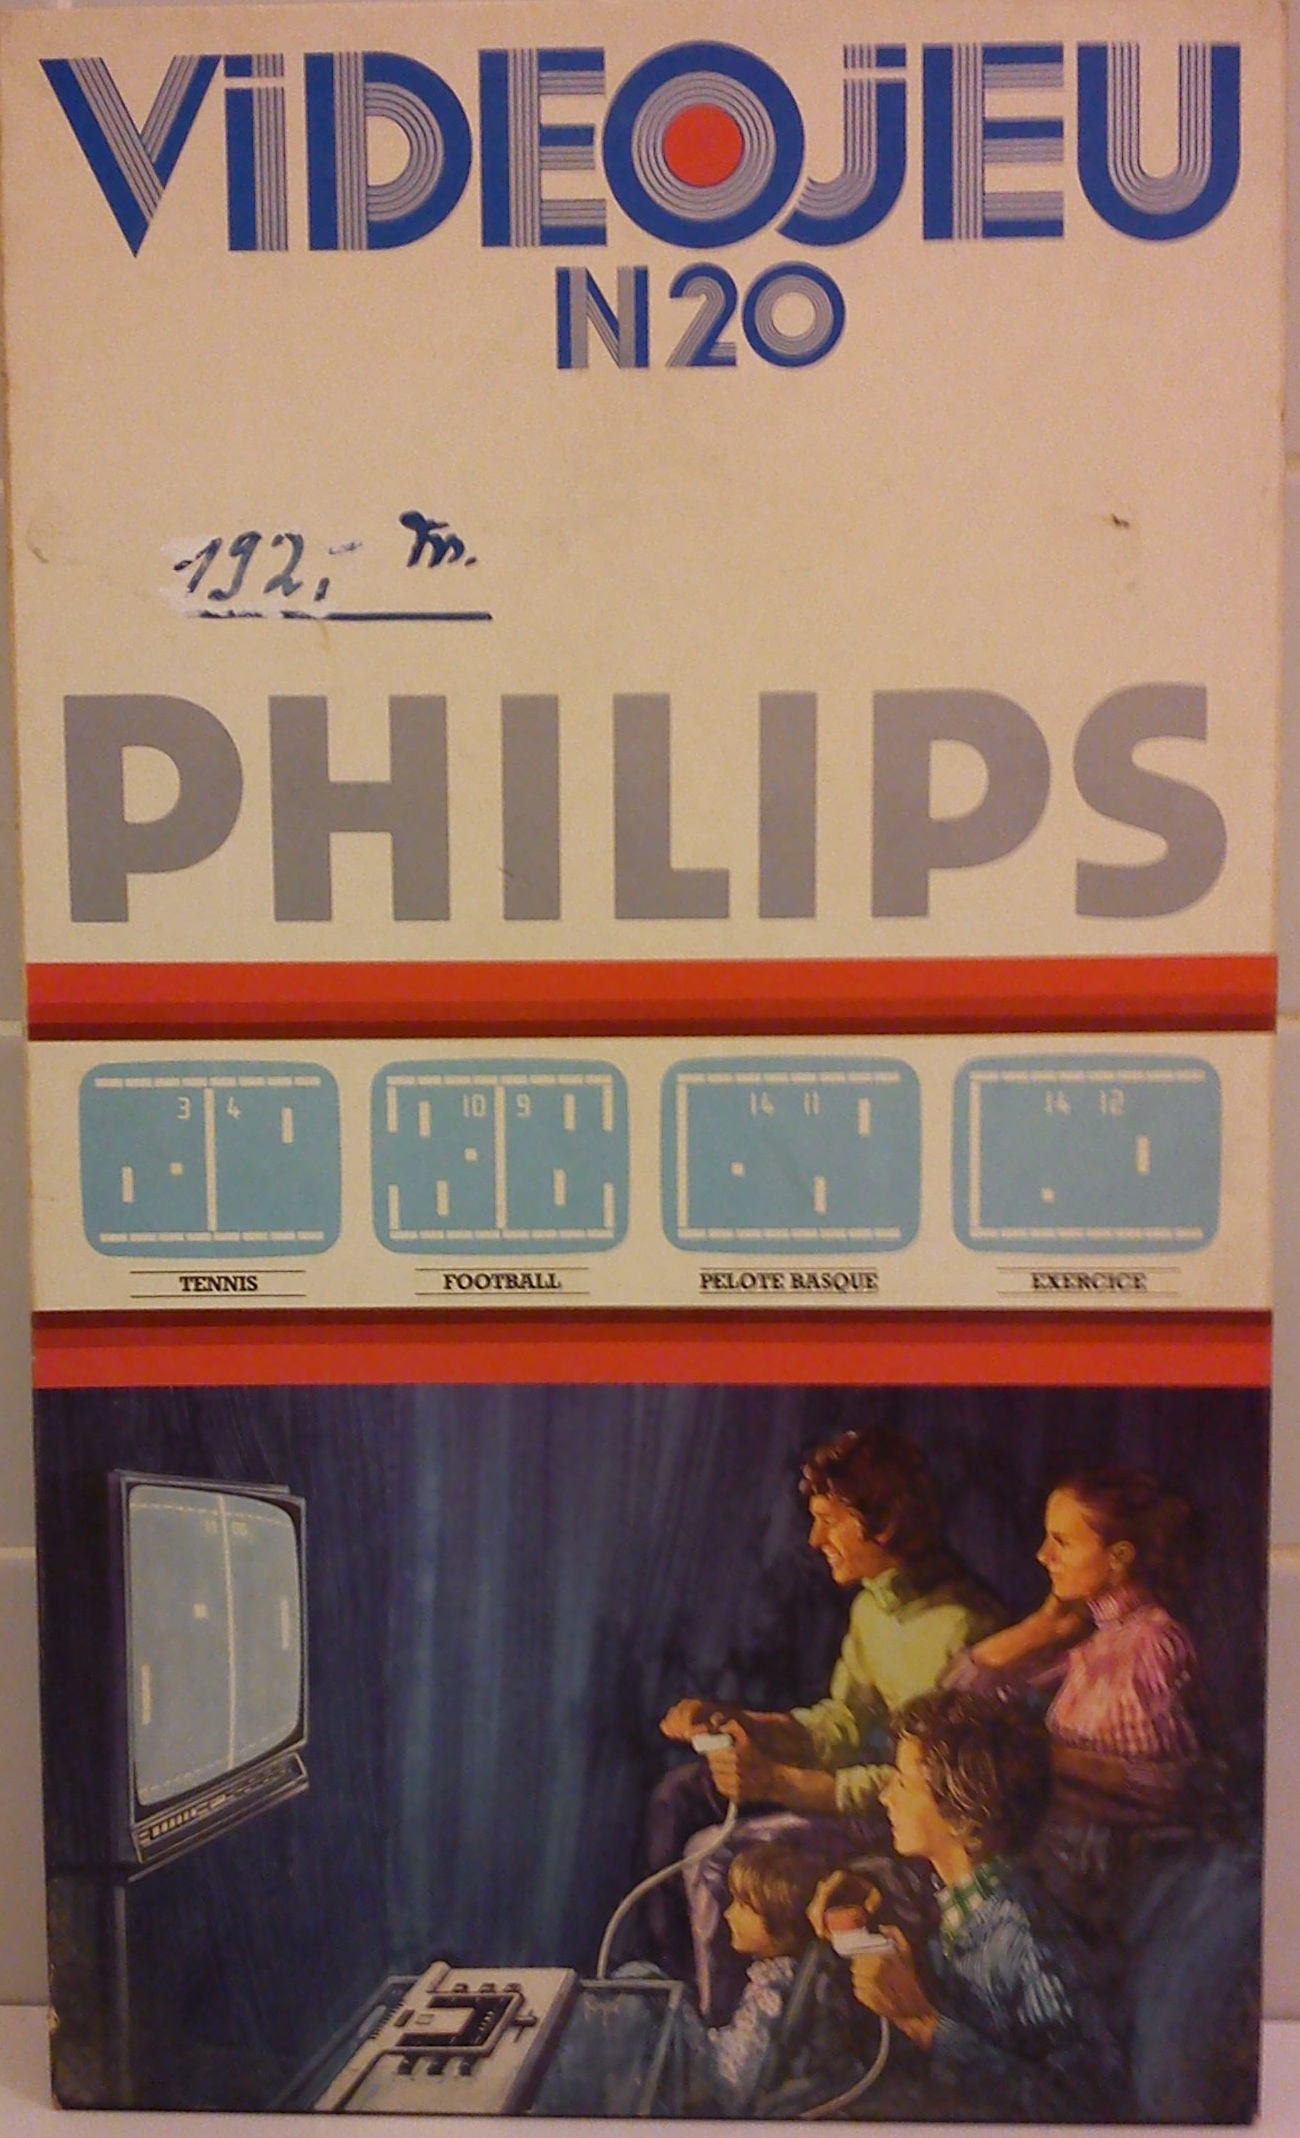 ViDEOjEU
N20
192,-
PHILIPS
3 4
10 9
14 11
14 12
TENNIS
FOOTBALL
PELOTE BASQUE
EXERCICE